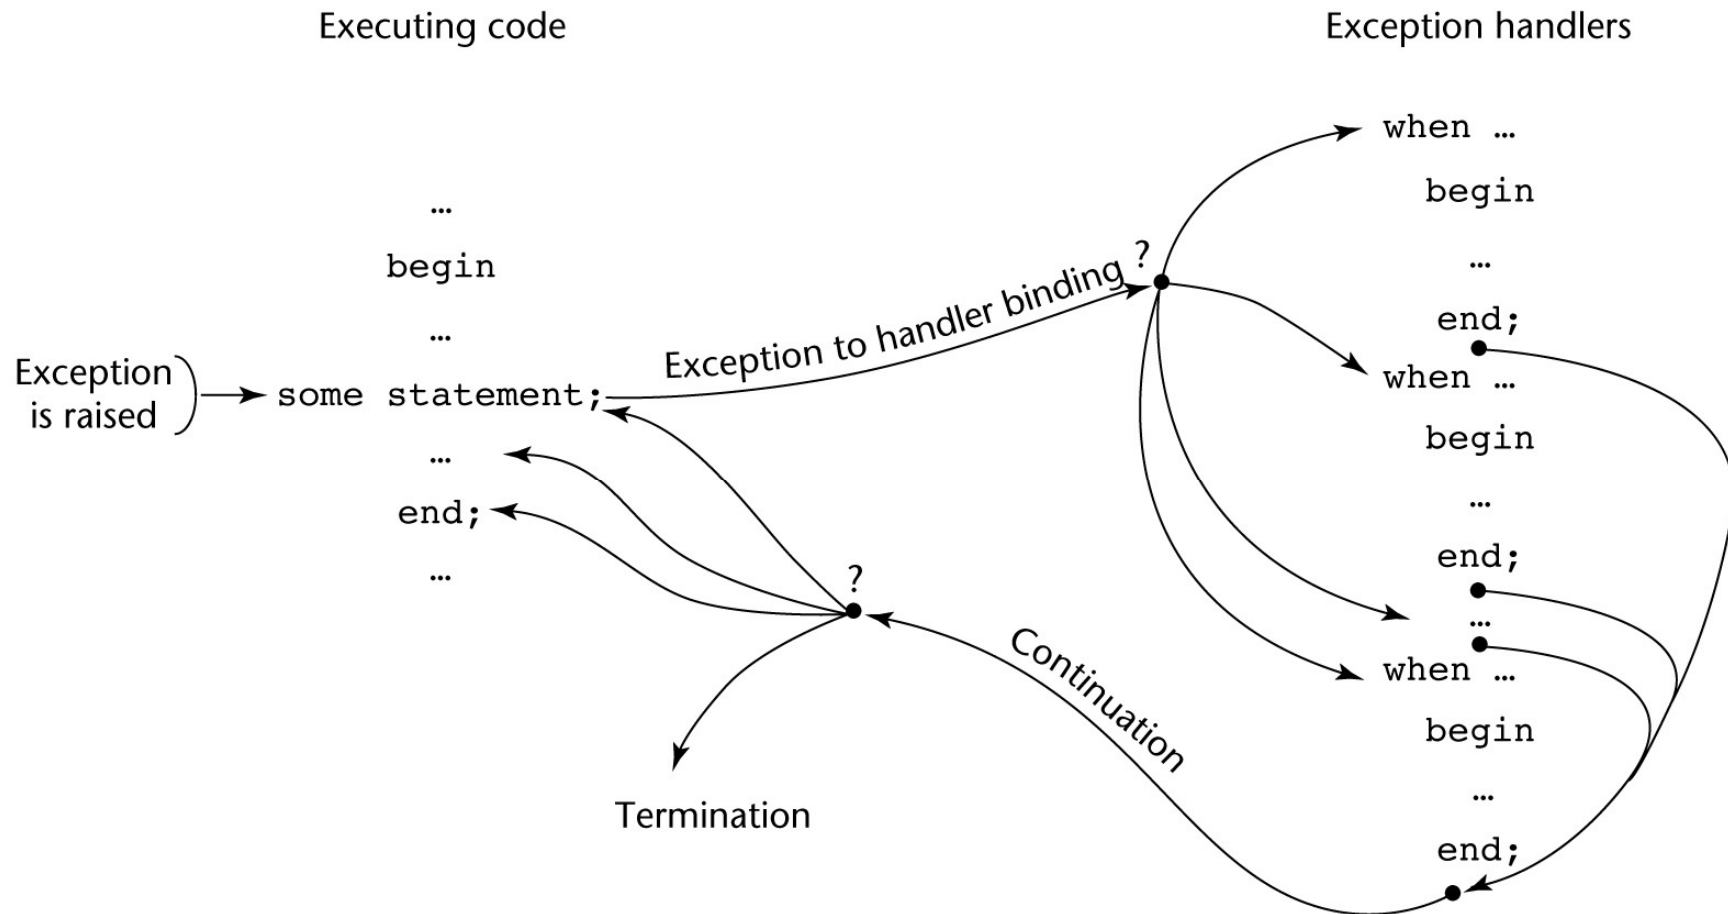 Executing code
Exception handlers
…
begin
…
Exception
is raised
some statement;
…
end;
…
Exception to handler binding
?
when …
begin
…
end;
when …
begin
…
end;
…
when …
begin
…
end;
?
Continuation
Termination